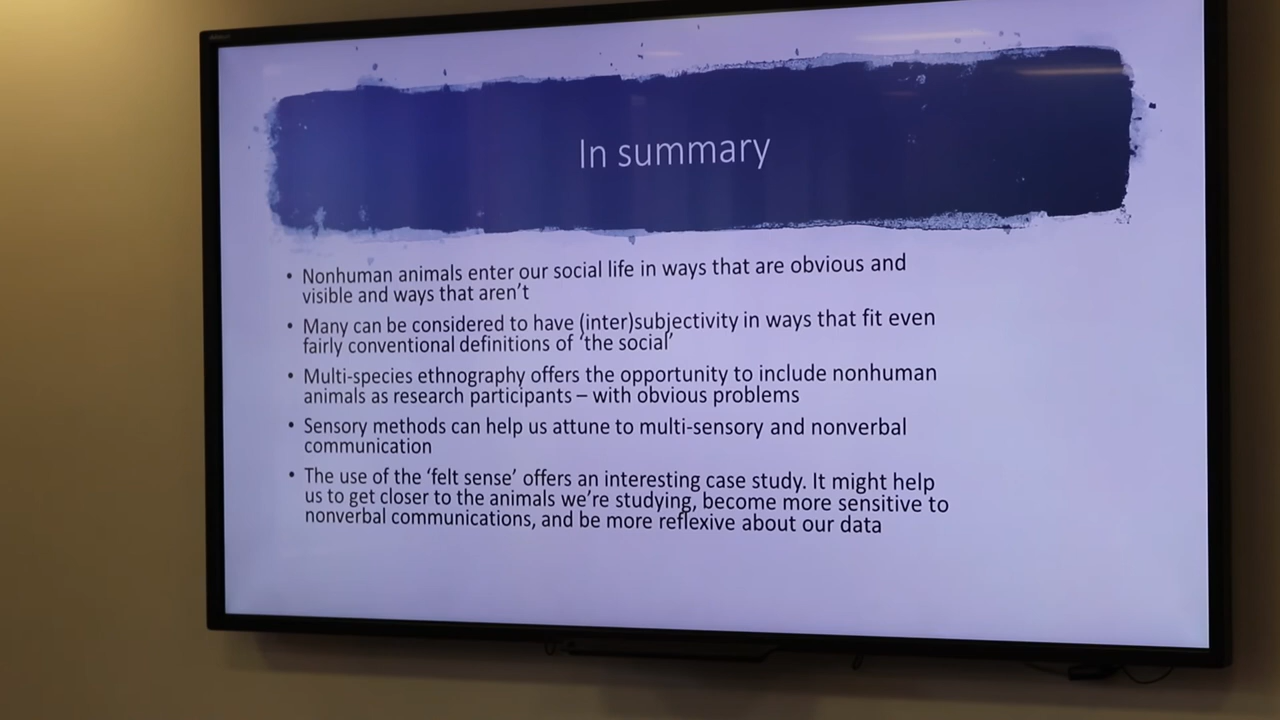 In summary
• Nonhuman animals enter our social life in ways that are obvious and
visible and ways that aren't
• Many can be considered to have (inter)subjectivity in ways that fit even
fairly conventional definitions of 'the social'
• Multi-species ethnography offers the opportunity to include nonhuman
animals as research participants – with obvious problems
• Sensory methods can help us attune to multi-sensory and nonverbal
communication
• The use of the 'felt sense' offers an interesting case study. It might help
us to get closer to the animals we're studying, become more sensitive to
nonverbal communications, and be more reflexive about our data